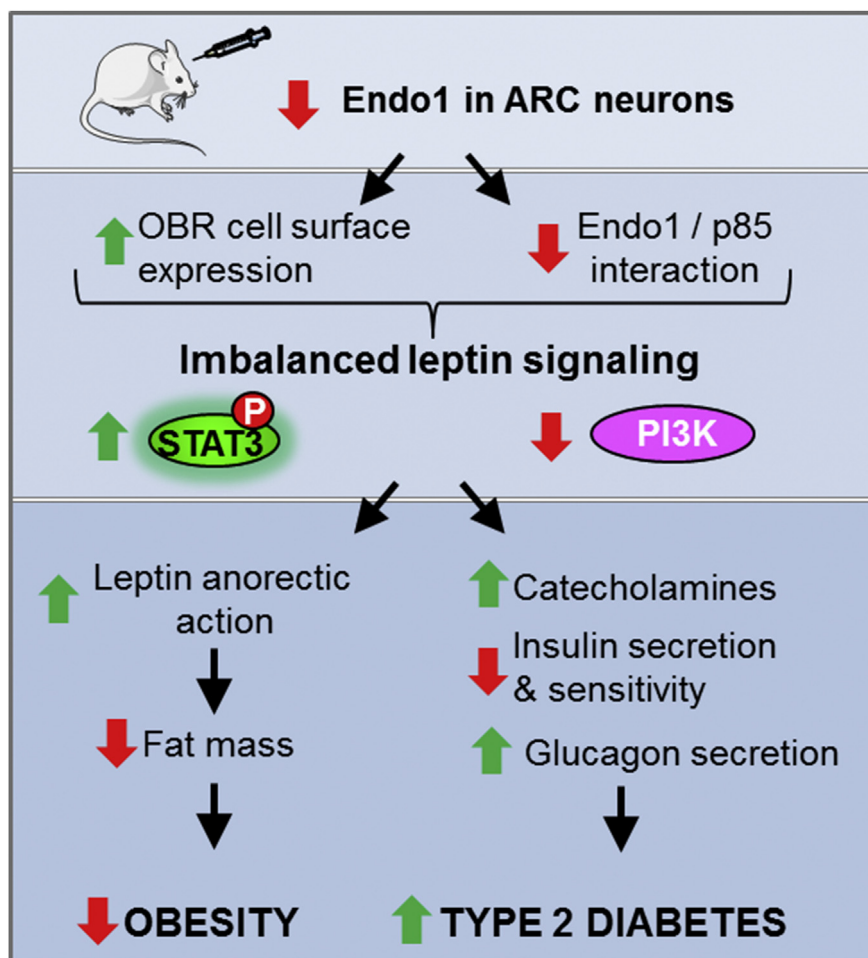 Endo1 in ARC neurons
OBR cell surface
expression
Endo1 / p85
interaction
Imbalanced leptin signaling
P
STAT3
PI3K
Leptin anorectic
action
Fat mass
OBESITY
Catecholamines
Insulin secretion
& sensitivity
Glucagon secretion
TYPE 2 DIABETES